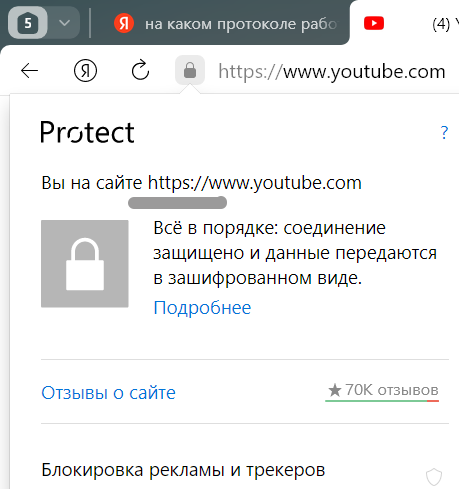 5
Я на каком протоколе рабо
(4)
Я https://www.youtube.com
Protect ?
Вы на сайте https://www.youtube.com
Всё в порядке: соединение
защищено и данные передаются
в зашифрованном виде.
Подробнее
Отзывы о сайте ★ 70K отзывов
Блокировка рекламы и трекеров